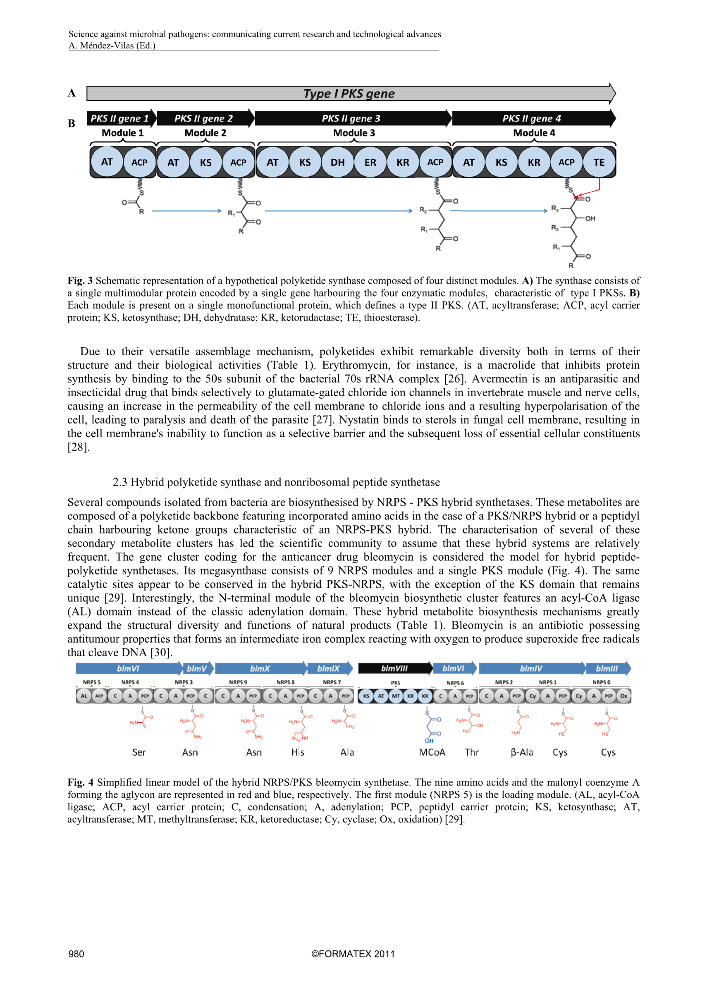 Science against microbial pathogens: communicating current research and technological advances
A. Méndez-Vilas (Ed.)
A
Type I PKS gene
B
PKS II gene 1 PKS II gene 2 PKS II gene 3 PKS II gene 4
Module 1 Module 2 Module 3 Module 4
AT ACP AT KS ACP AT KS DH ER KR ACP AT KS KR ACP TE
S S S S
O R
R1 O O R
R2 O R1 O R
R3 O OH R2 R1 O R
Fig. 3 Schematic representation of a hypothetical polyketide synthase composed of four distinct modules. A) The synthase consists of
a single multimodular protein encoded by a single gene harbouring the four enzymatic modules, characteristic of type I PKSs. B)
Each module is present on a single monofunctional protein, which defines a type II PKS. (AT, acyltransferase; ACP, acyl carrier
protein; KS, ketosynthase; DH, dehydratase; KR, ketorudactase; TE, thioesterase).
Due to their versatile assemblage mechanism, polyketides exhibit remarkable diversity both in terms of their
structure and their biological activities (Table 1). Erythromycin, for instance, is a macrolide that inhibits protein
synthesis by binding to the 50s subunit of the bacterial 70s rRNA complex [26]. Avermectin is an antiparasitic and
insecticidal drug that binds selectively to glutamate-gated chloride ion channels in invertebrate muscle and nerve cells,
causing an increase in the permeability of the cell membrane to chloride ions and a resulting hyperpolarisation of the
cell, leading to paralysis and death of the parasite [27]. Nystatin binds to sterols in fungal cell membrane, resulting in
the cell membrane's inability to function as a selective barrier and the subsequent loss of essential cellular constituents
[28].
2.3 Hybrid polyketide synthase and nonribosomal peptide synthetase
Several compounds isolated from bacteria are biosynthesised by NRPS - PKS hybrid synthetases. These metabolites are
composed of a polyketide backbone featuring incorporated amino acids in the case of a PKS/NRPS hybrid or a peptidyl
chain harbouring ketone groups characteristic of an NRPS-PKS hybrid. The characterisation of several of these
secondary metabolite clusters has led the scientific community to assume that these hybrid systems are relatively
frequent. The gene cluster coding for the anticancer drug bleomycin is considered the model for hybrid peptide-
polyketide synthetases. Its megasynthase consists of 9 NRPS modules and a single PKS module (Fig. 4). The same
catalytic sites appear to be conserved in the hybrid PKS-NRPS, with the exception of the KS domain that remains
unique [29]. Interestingly, the N-terminal module of the bleomycin biosynthetic cluster features an acyl-CoA ligase
(AL) domain instead of the classic adenylation domain. These hybrid metabolite biosynthesis mechanisms greatly
expand the structural diversity and functions of natural products (Table 1). Bleomycin is an antibiotic possessing
antitumour properties that forms an intermediate iron complex reacting with oxygen to produce superoxide free radicals
that cleave DNA [30].
blmVI blmV blmX blmIX blmVIII blmVI blmIV blmIII
NRPS 5 NRPS 4 NRPS 3 NRPS 9 NRPS 8 NRPS 7 PKS NRPS 6 NRPS 2 NRPS 1 NRPS 0
AL ACP C A PCP C A PCP C C A PCP C A PCP C A PCP KS AT MT KR KR C A PCP C A PCP Cy A PCP Cy A PCP Ox
S S S S S S S S S S
H2N O
H2N O O NH2
H2N O O NH2
H2N O N NH
H2N O CH3
O O OH
H2N O OH H3C
O H2N
H2N O HS
H2N O HS
Ser Asn Asn His Ala MCoA Thr β-Ala Cys Cys
Fig. 4 Simplified linear model of the hybrid NRPS/PKS bleomycin synthetase. The nine amino acids and the malonyl coenzyme A
forming the aglycon are represented in red and blue, respectively. The first module (NRPS 5) is the loading module. (AL, acyl-CoA
ligase; ACP, acyl carrier protein; C, condensation; A, adenylation; PCP, peptidyl carrier protein; KS, ketosynthase; AT,
acyltransferase; MT, methyltransferase; KR, ketoreductase; Cy, cyclase; Ox, oxidation) [29].
980 ©FORMATEX 2011